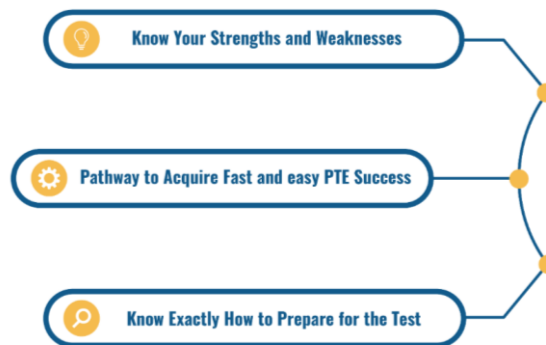 Know Your Strengths and Weaknesses
Pathway to Acquire Fast and easy PTE Success
Know Exactly How to Prepare for the Test